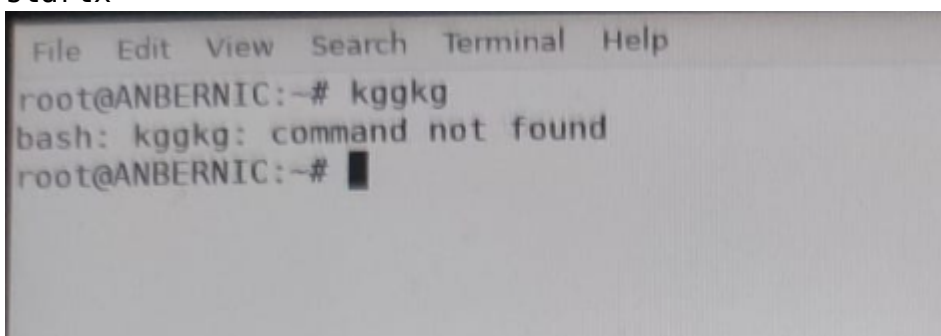 startx
File Edit View Search Terminal Help
root@ANBERNIC:~# kggkg
bash: kggkg: command not found
root@ANBERNIC:~#